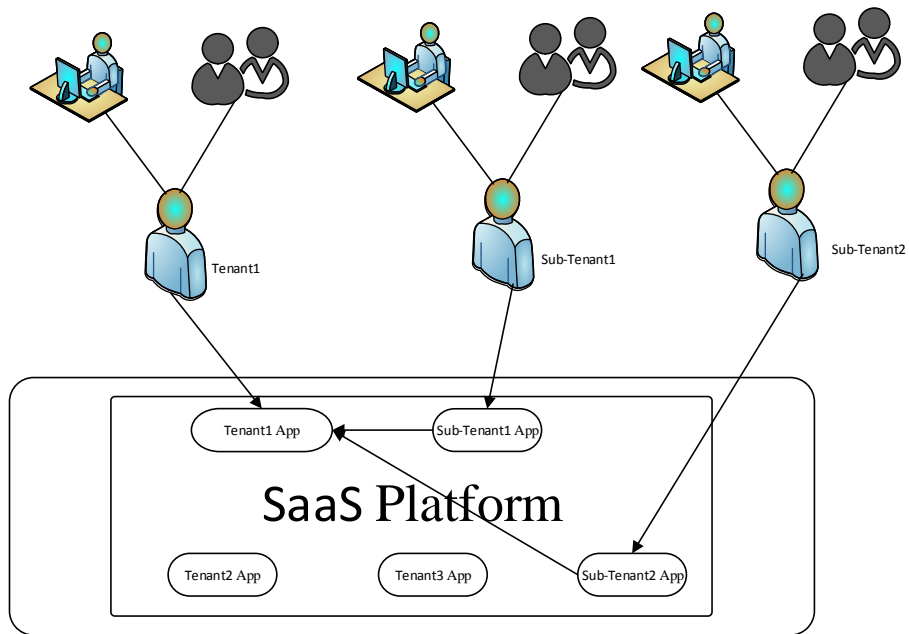 Tenant1
Sub-Tenant1
Sub-Tenant2
Tenant1 App
Sub-Tenant1 App
SaaS Platform
Tenant2 App
Tenant3 App
Sub-Tenant2 App